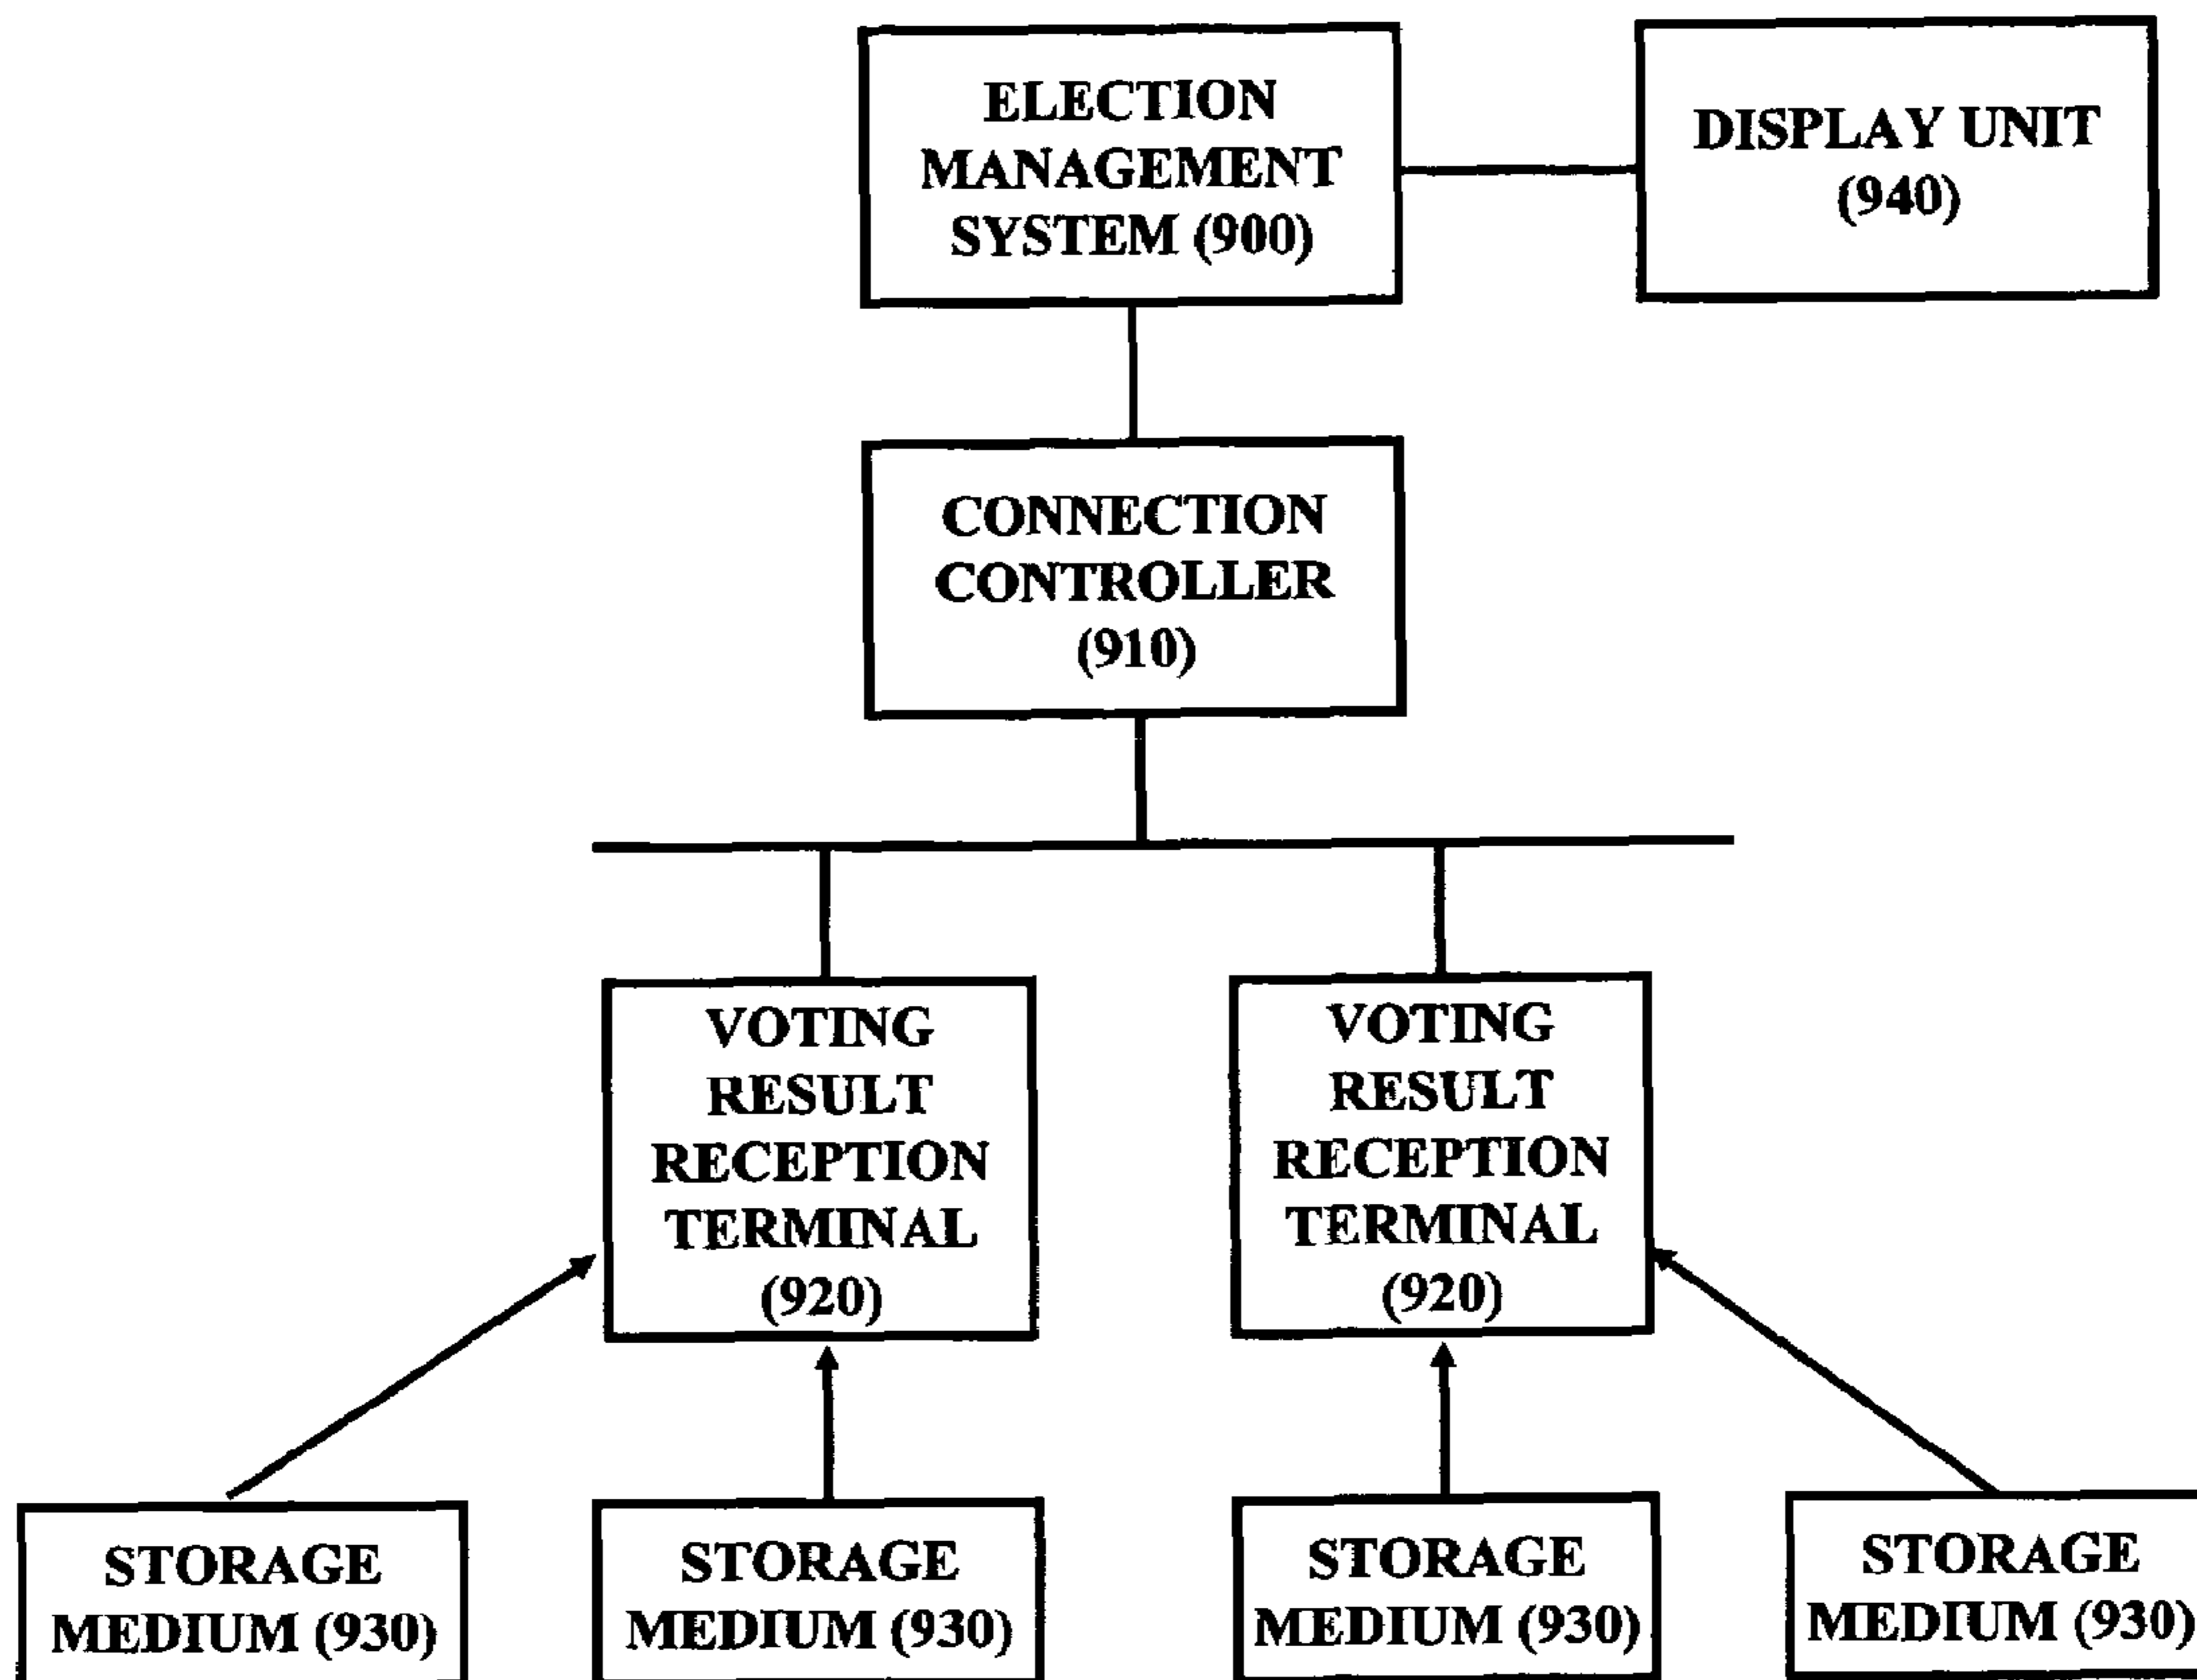 ELECTION
MANAGEMENT
SYSTEM (900)
DISPLAY UNIT
(940)
CONNECTION
CONTROLLER
(910)
VOTING
RESULT
RECEPTION
TERMINAL
(920)
VOTING
RESULT
RECEPTION
TERMINAL
(920)
STORAGE
MEDIUM (930)
STORAGE
MEDIUM (930)
STORAGE
MEDIUM (930)
STORAGE
MEDIUM (930)